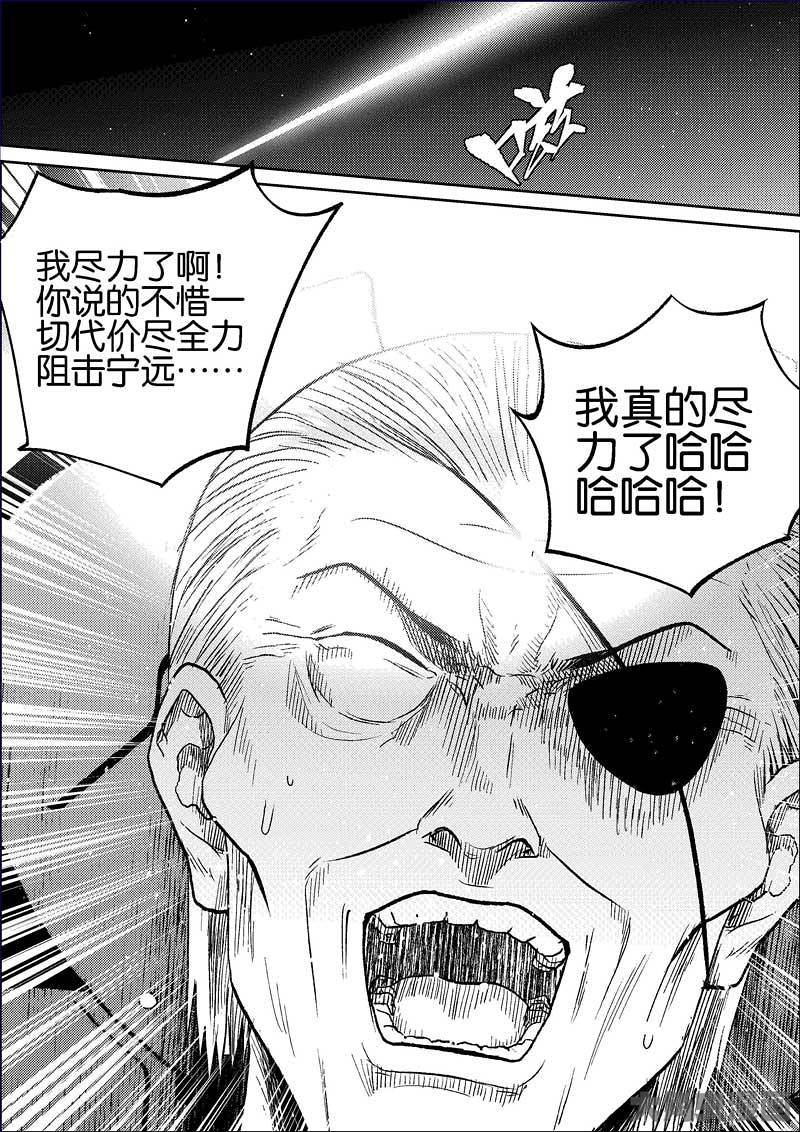 我尽力了啊！
你说的不惜一
切代价尽全力
阻击宁远……
我真的尽
力了哈哈
哈哈哈！